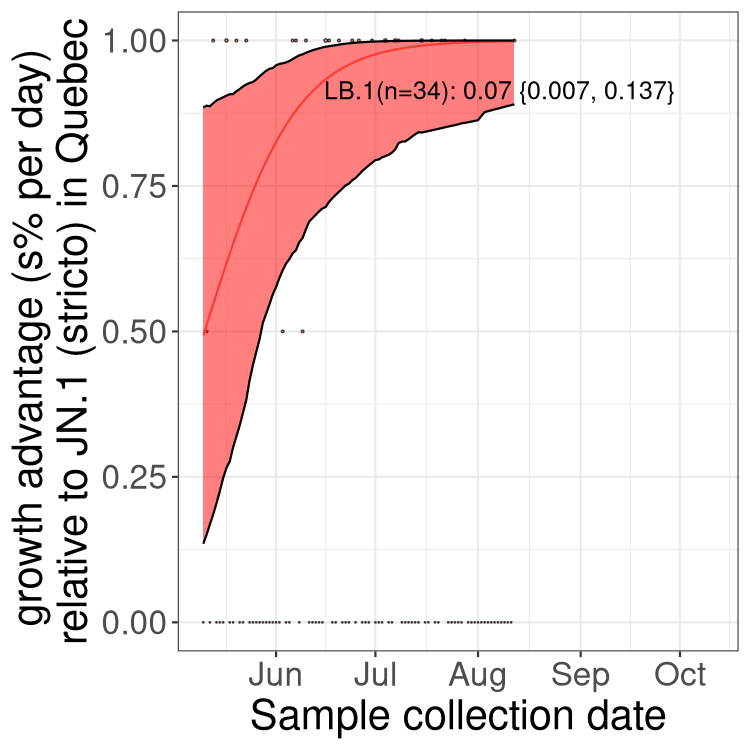 growth advantage (s% per day)
relative to JN.1 (stricto) in Quebec
1.00
0.75
0.50
0.25
0.00
LB.1(n=34): 0.07 {0.007, 0.137}
Jun Jul Aug Sep Oct
Sample collection date